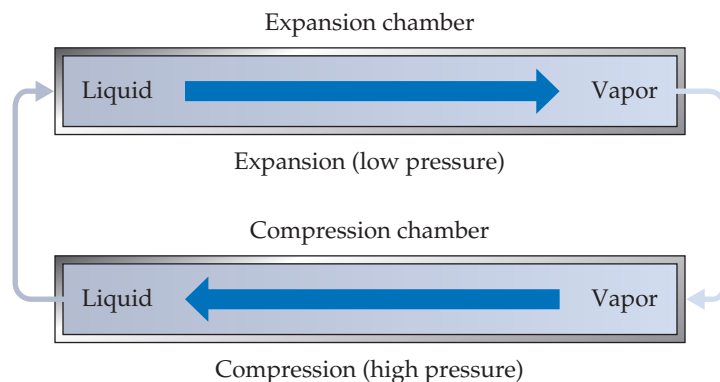 Expansion chamber
Liquid Vapor
Expansion (low pressure)
Compression chamber
Liquid Vapor
Compression (high pressure)